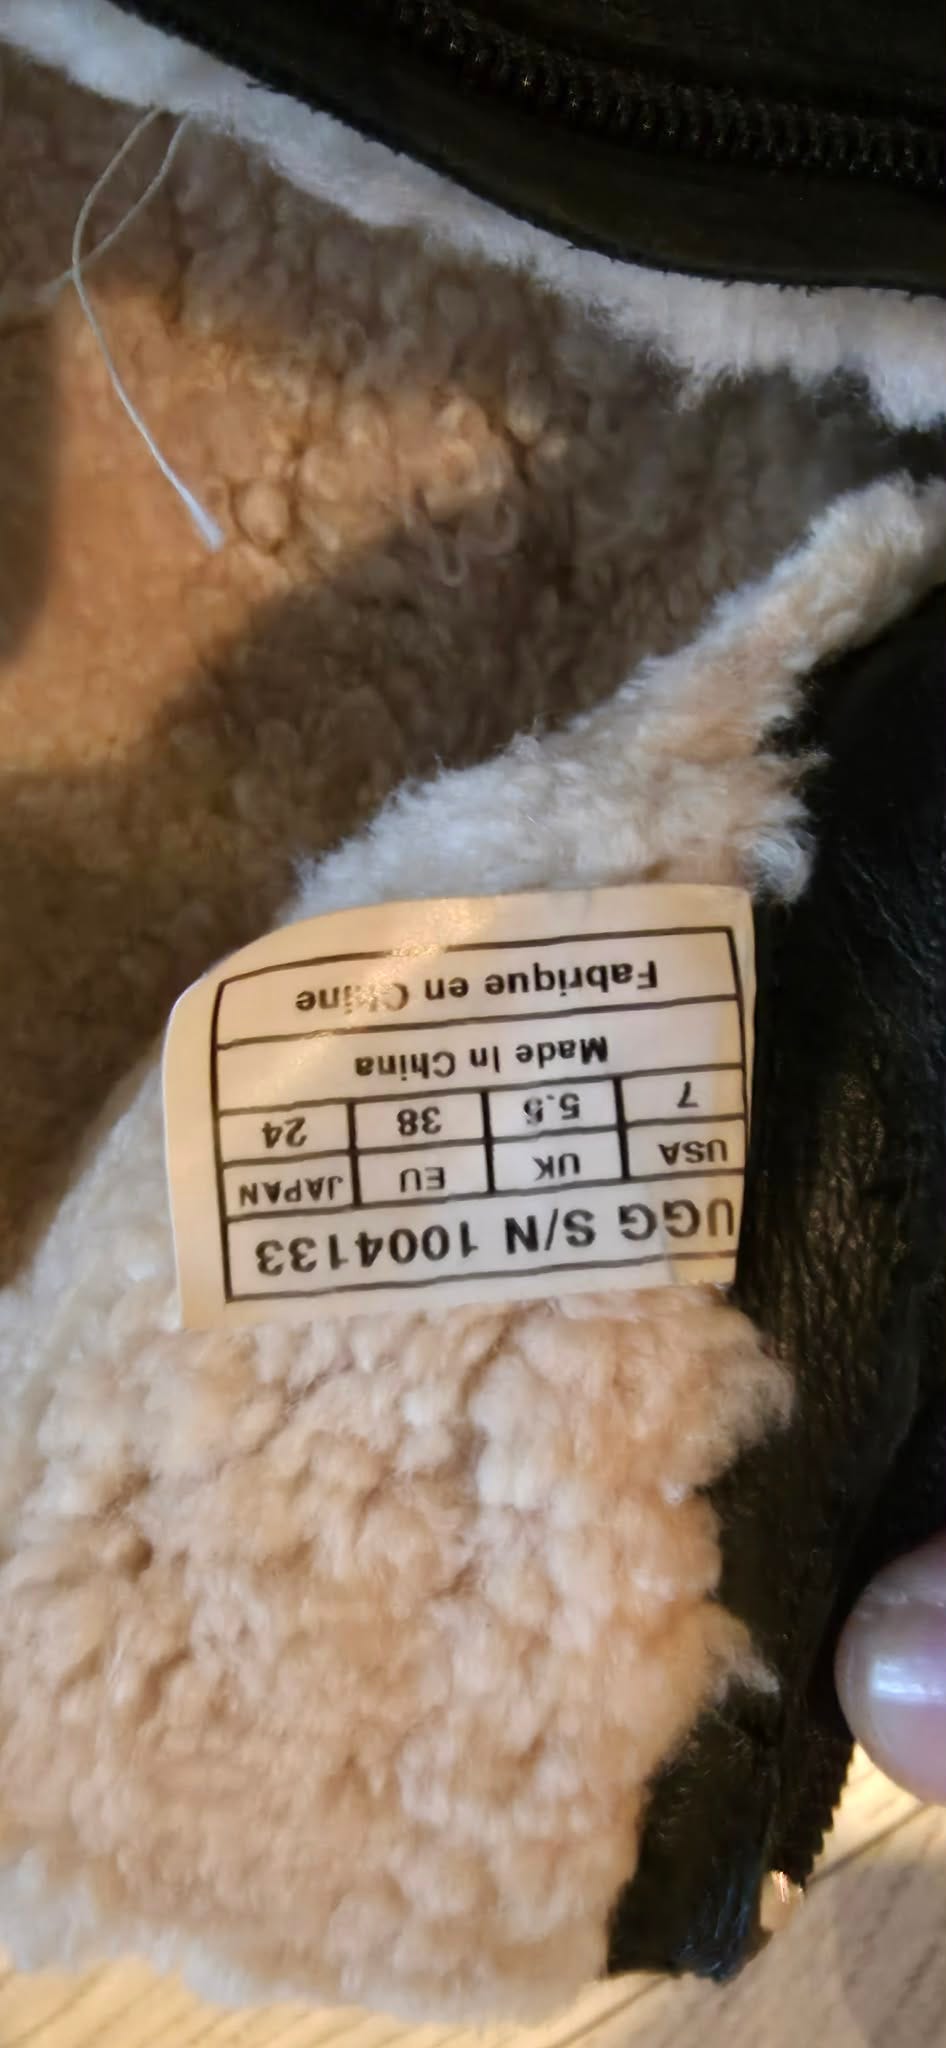 UGG S/N 1004133
USA UK EU JAPAN
7 5.5 38 24
Made In China
Fabrique en Chine